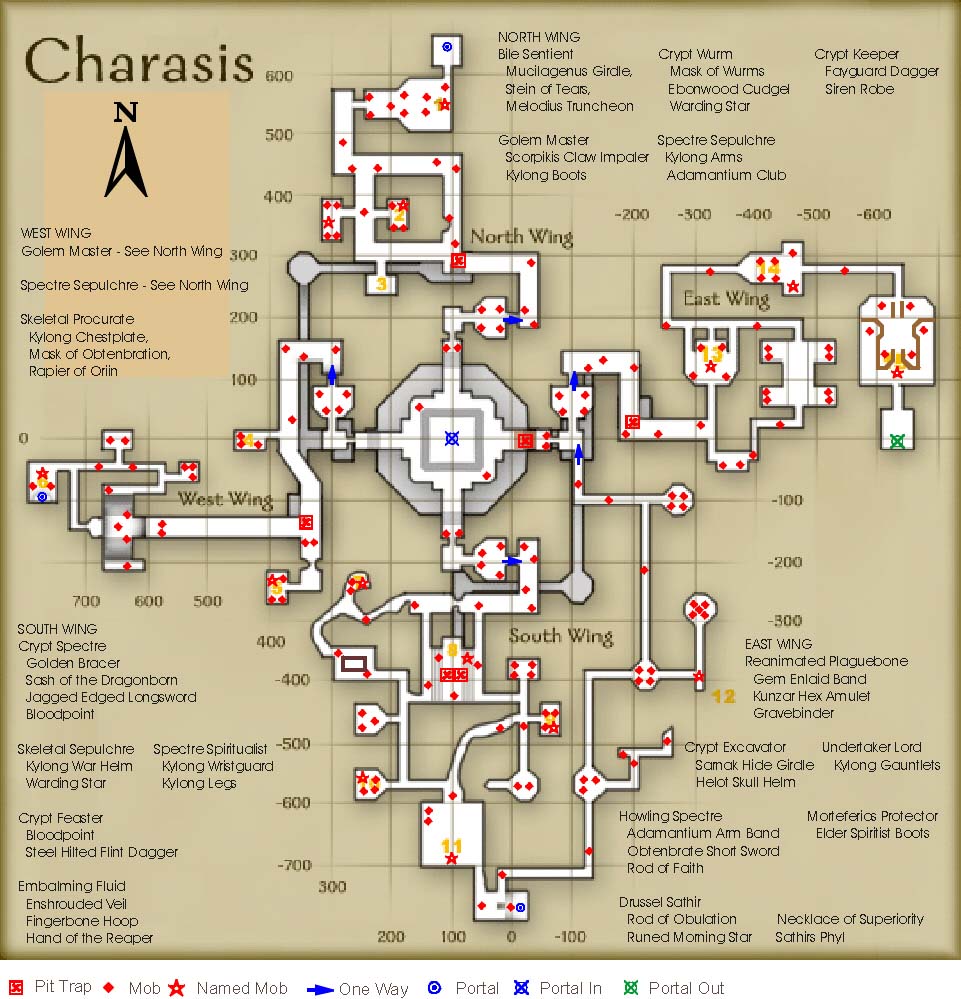 Charasis
N
600
500
400
300
200
100
0
-200
-300
-400
-500
-600
-100
-200
-300
-400
-500
-600
-700
700
600
500
400
300
200
100
0
-100
NORTH WING
Bile Sentient
Mucilagenus Girdle,
Stein of Tears,
Melodius Truncheon
Crypt Wurm
Mask of Wurms
Ebonwood Cudgel
Warding Star
Crypt Keeper
Fayguard Dagger
Siren Robe
Golem Master
Scorpikis Claw Impaler
Kylong Boots
Spectre Sepulchre
Kylong Arms
Adamantium Club
WEST WING
Golem Master - See North Wing
Spectre Sepulchre - See North Wing
Skeletal Procurate
Kylong Chestplate,
Mask of Obtenbration,
Rapier of Oriin
North Wing
East Wing
West Wing
South Wing
1
2
3
4
5
6
8
9
11
12
13
14
SOUTH WING
Crypt Spectre
Golden Bracer
Sash of the Dragonborn
Jagged Edged Longsword
Bloodpoint
Skeletal Sepulchre
Kylong War Helm
Warding Star
Spectre Spiritualist
Kylong Wristguard
Kylong Legs
Crypt Feaster
Bloodpoint
Steel Hilted Flint Dagger
Embalming Fluid
Enshrouded Veil
Fingerbone Hoop
Hand of the Reaper
EAST WING
Reanimated Plaguebone
Gem Enlaid Band
Kunzar Hex Amulet
Gravebinder
Crypt Excavator
Sarnak Hide Girdle
Helot Skull Helm
Undertaker Lord
Kylong Gauntlets
Howling Spectre
Adamantium Arm Band
Obtenbrate Short Sword
Rod of Faith
Morteferias Protector
Elder Spiritist Boots
Drussel Sathir
Rod of Obulation
Runed Morning Star
Necklace of Superiority
Sathirs Phyl
Pit Trap
Mob
Named Mob
One Way
Portal
Portal In
Portal Out